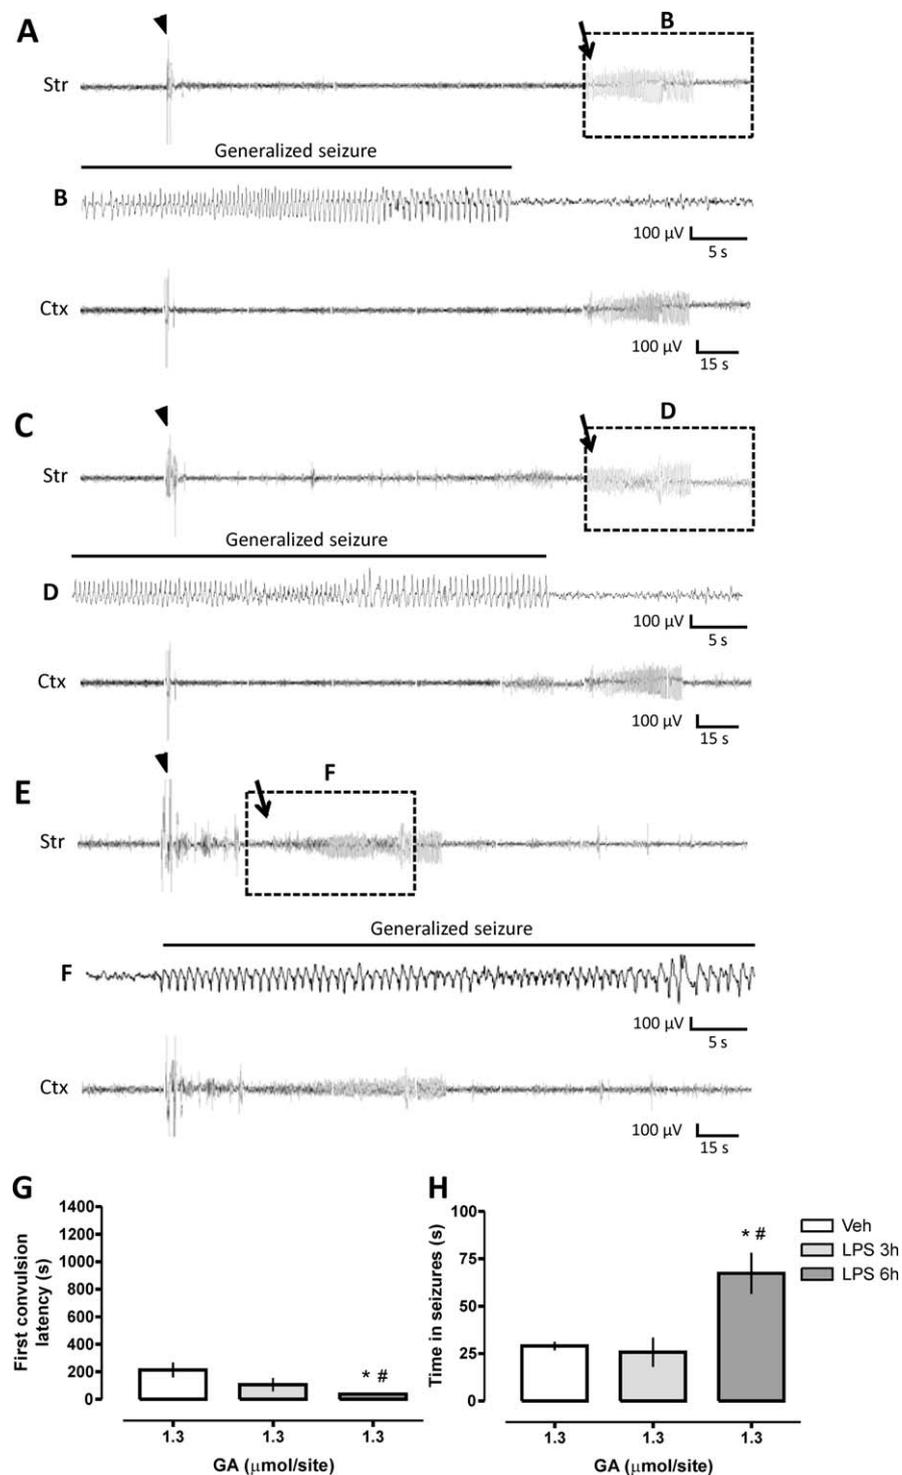 A
B
Str
Generalized seizure
B
100 µV
5 s
Ctx
100 µV
15 s
C
D
Str
Generalized seizure
D
100 µV
5 s
Ctx
100 µV
15 s
E
F
Str
Generalized seizure
F
100 µV
5 s
Ctx
100 µV
15 s
G
First convulsion
latency (s)
1400
1200
1000
800
600
400
200
0
* #
1.3 1.3 1.3
GA (µmol/site)
H
Time in seizures (s)
100
75
50
25
0
* #
1.3 1.3 1.3
GA (µmol/site)
Veh
LPS 3h
LPS 6h